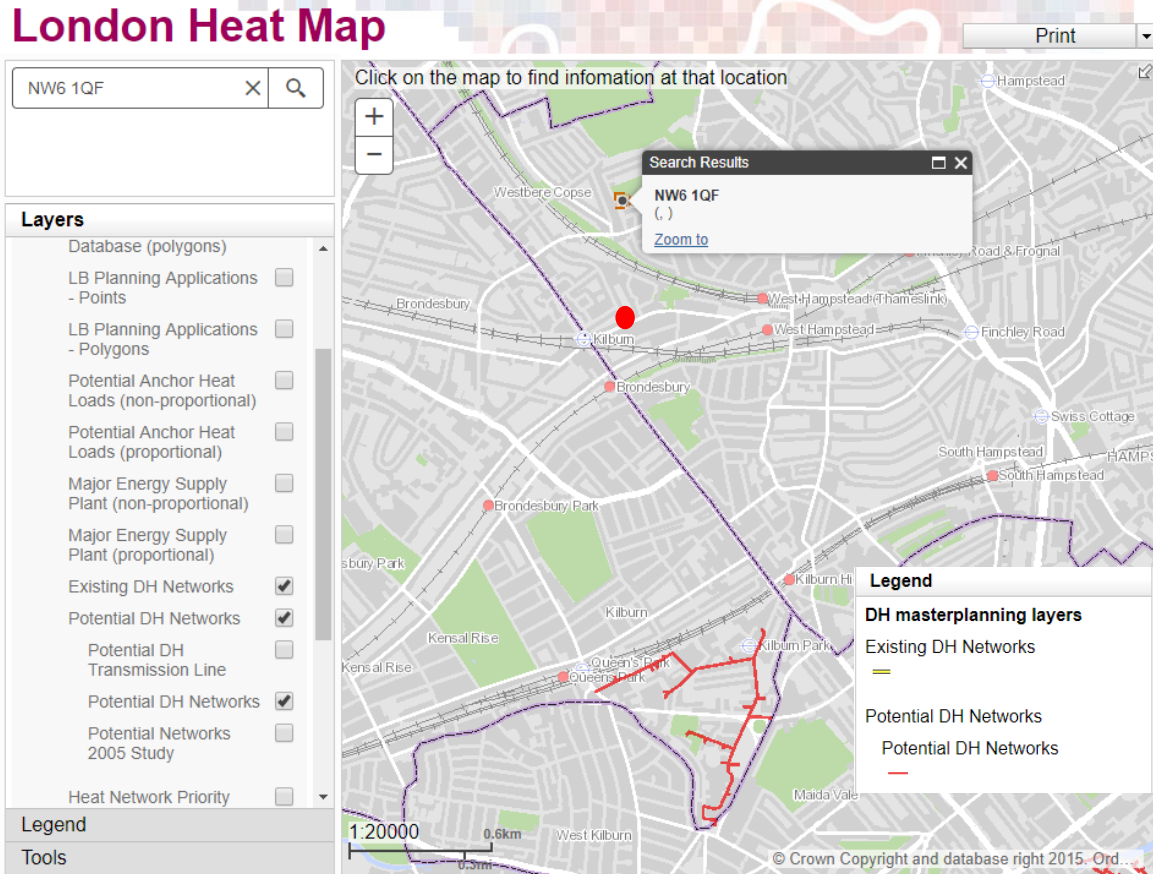 London Heat Map
Print
NW6 1QF
Layers
Database (polygons)
LB Planning Applications
- Points
LB Planning Applications
- Polygons
Potential Anchor Heat
Loads (non-proportional)
Potential Anchor Heat
Loads (proportional)
Major Energy Supply
Plant (non-proportional)
Major Energy Supply
Plant (proportional)
Existing DH Networks
Potential DH Networks
Potential DH
Transmission Line
Potential DH Networks
Potential Networks
2005 Study
Heat Network Priority
Legend
Tools
Click on the map to find infomation at that location
+
−
Hampstead
Search Results
NW6 1QF
(, )
Zoom to
Westbere Copse
Road & Frognal
Brondesbury
West Hampstead (Thameslink)
West Hampstead
Finchley Road
Kilburn
Brondesbury
Swiss Cottage
South Hampstead
HAMPS
South Hampstead
Brondesbury Park
sbury Park
Kilburn Hi
Kilburn
Kensal Rise
Kilburn Park
Queen's Park
Kensal Rise
Queens Park
Maida Vale
West Kilburn
Legend
DH masterplanning layers
Existing DH Networks
Potential DH Networks
Potential DH Networks
1:20000
0.6km
0.3mi
© Crown Copyright and database right 2015. Ord...